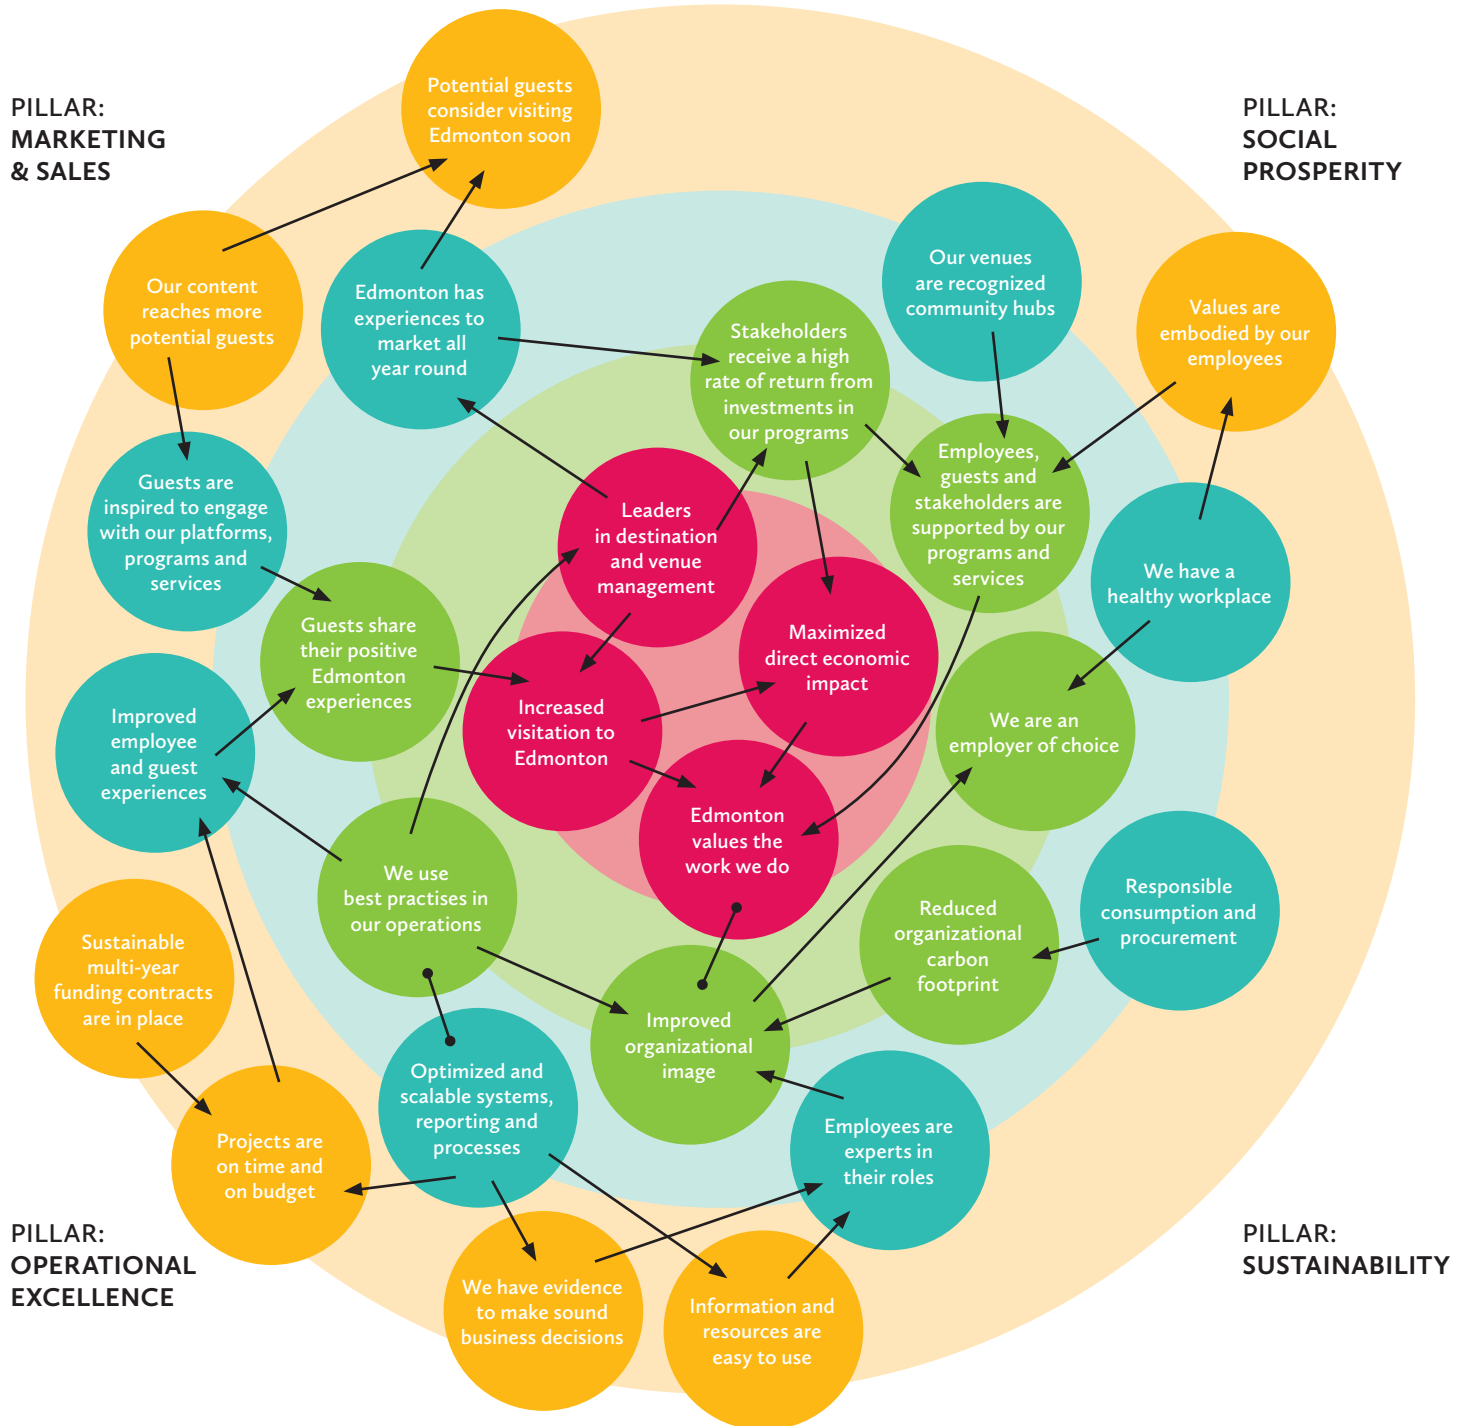 PILLAR:
MARKETING
& SALES
PILLAR:
SOCIAL
PROSPERITY
Potential guests
consider visiting
Edmonton soon
Our content
reaches more
potential guests
Edmonton has
experiences to
market all
year round
Stakeholders
receive a high
rate of return from
investments in
our programs
Our venues
are recognized
community hubs
Values are
embodied by our
employees
Guests are
inspired to engage
with our platforms,
programs and
services
Leaders
in destination
and venue
management
Employees,
guests and
stakeholders are
supported by our
programs and
services
We have a
healthy workplace
Guests share
their positive
Edmonton
experiences
Maximized
direct economic
impact
Increased
visitation to
Edmonton
We are an
employer of choice
Improved
employee
and guest
experiences
Edmonton
values the
work we do
We use
best practises in
our operations
Reduced
organizational
carbon
footprint
Responsible
consumption and
procurement
Sustainable
multi-year
funding contracts
are in place
Improved
organizational
image
Optimized and
scalable systems,
reporting and
processes
Employees are
experts in
their roles
Projects are
on time and
on budget
We have evidence
to make sound
business decisions
Information and
resources are
easy to use
PILLAR:
OPERATIONAL
EXCELLENCE
PILLAR:
SUSTAINABILITY